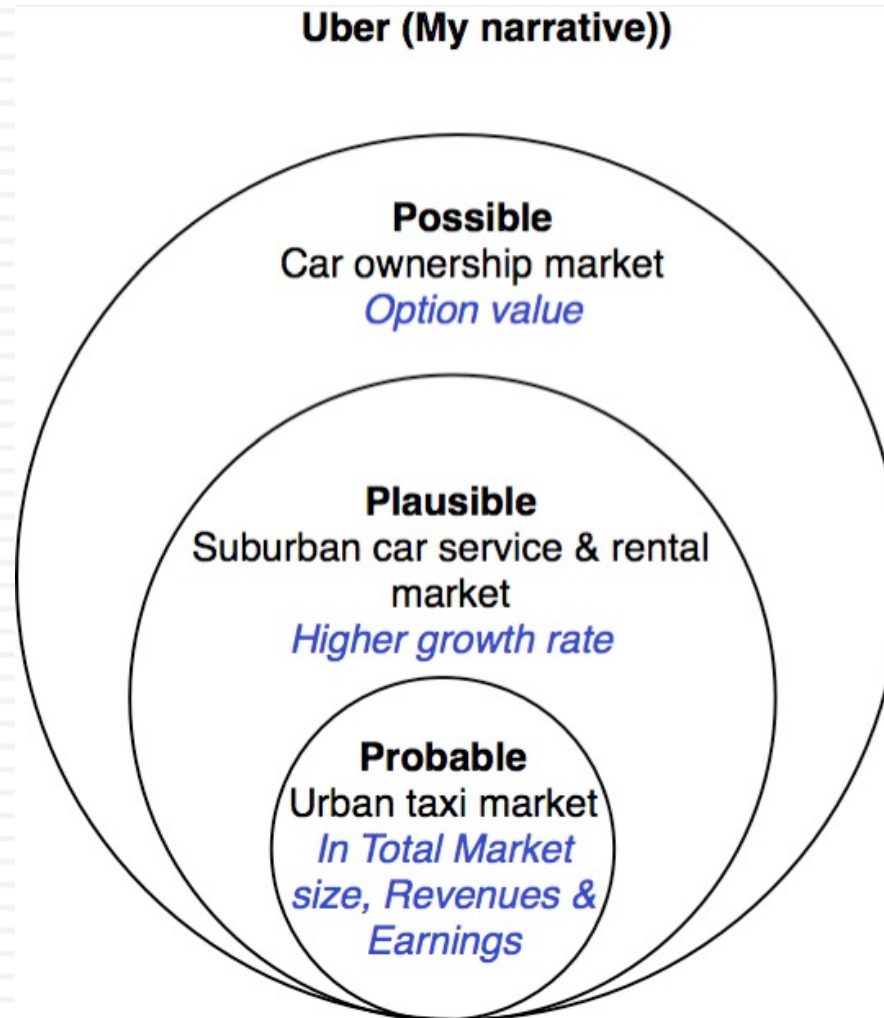 Uber (My narrative))
Possible
Car ownership market
Option value
Plausible
Suburban car service & rental
market
Higher growth rate
Probable
Urban taxi market
In Total Market
size, Revenues &
Earnings